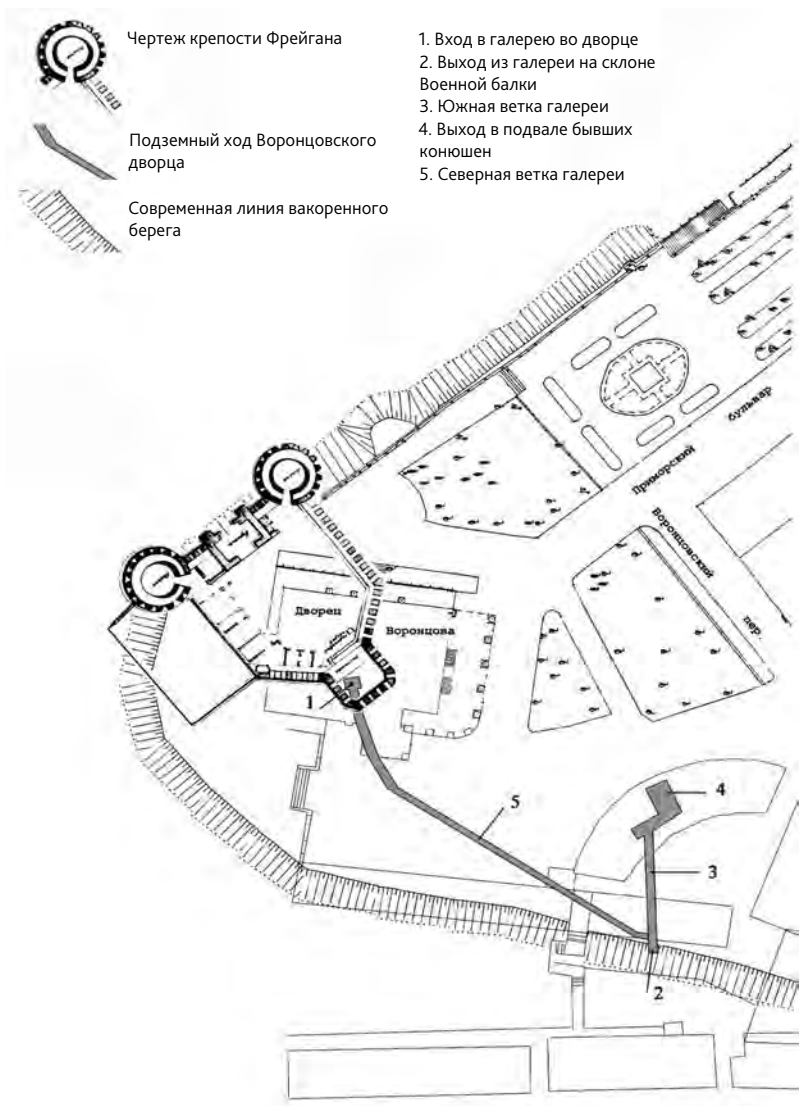 Чертеж крепости Фрейгана
Подземный ход Воронцовского
дворца
Современная линия вакоренного
берега
1. Вход в галерею во дворце
2. Выход из галереи на склоне
Военной балки
3. Южная ветка галереи
4. Выход в подвале бывших
конюшен
5. Северная ветка галереи
бульвар
Приморский
Воронцовский
пер.
Дворец
Воронцова
1
5
4
3
2